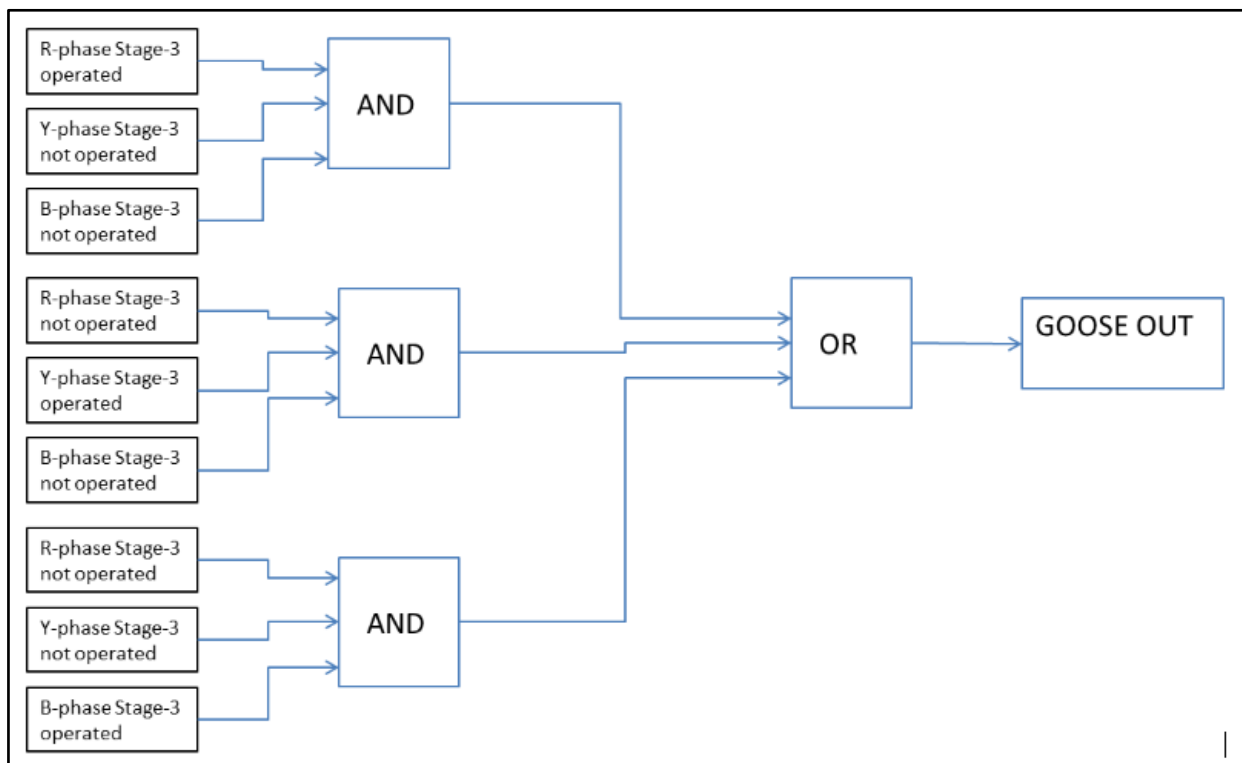 R-phase Stage-3
operated
Y-phase Stage-3
not operated
B-phase Stage-3
not operated
AND
R-phase Stage-3
not operated
Y-phase Stage-3
operated
B-phase Stage-3
not operated
AND
R-phase Stage-3
not operated
Y-phase Stage-3
not operated
B-phase Stage-3
operated
AND
OR
GOOSE OUT